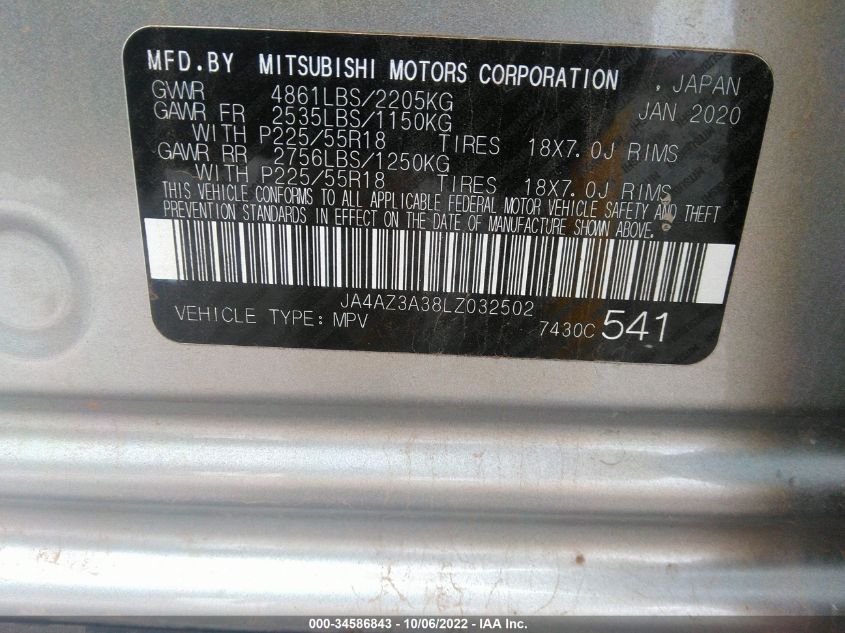 MFD.BY MITSUBISHI MOTORS CORPORATION , JAPAN
GVWR 4861LBS/2205KG JAN 2020
GAWR FR 2535LBS/1150KG
WITH P225/55R18 TIRES 18X7.0J RIMS
GAWR RR 2756LBS/1250KG
WITH P225/55R18 TIRES 18X7.0J RIMS
THIS VEHICLE CONFORMS TO ALL APPLICABLE FEDERAL MOTOR VEHICLE SAFETY AND THEFT
PREVENTION STANDARDS IN EFFECT ON THE DATE OF MANUFACTURE SHOWN ABOVE.
JA4AZ3A38LZ032502
VEHICLE TYPE: MPV 7430C 541
000-34586843 - 10/06/2022 - IAA Inc.